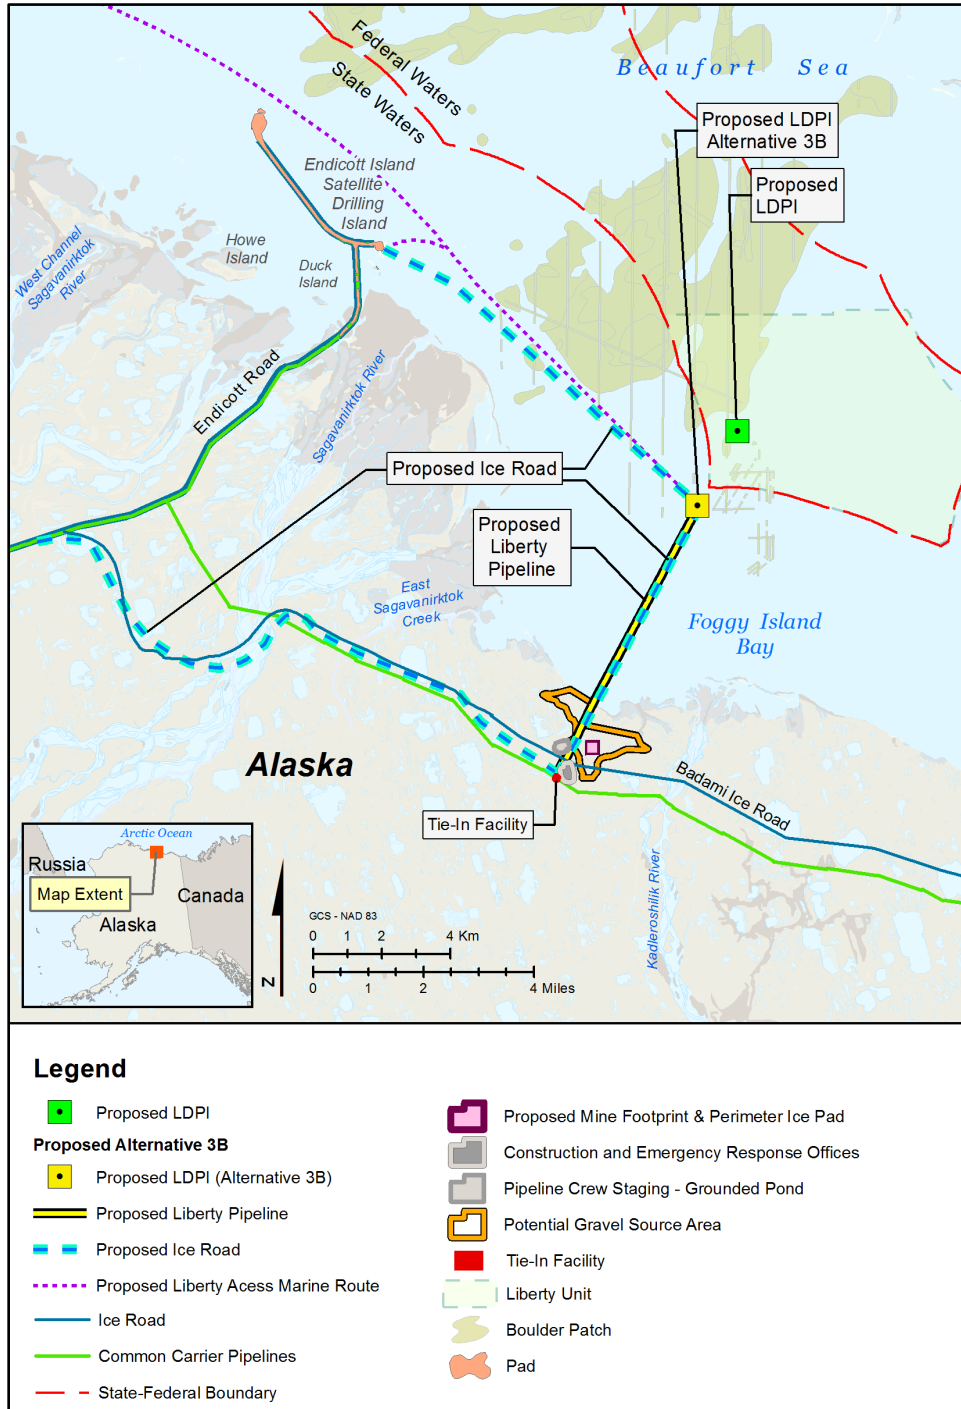 Federal Waters
State Waters
Beaufort Sea
Proposed LDPI
Alternative 3B
Proposed
LDPI
Endicott Island
Satellite
Drilling
Island
Howe
Island
Duck
Island
West Channel
Sagavanirktok
River
Endicott Road
Sagavanirktok River
Proposed Ice Road
Proposed
Liberty
Pipeline
East
Sagavanirktok
Creek
Foggy Island
Bay
Alaska
Badami Ice Road
Tie-In Facility
Kadleroshilik River
Arctic Ocean
Russia
Map Extent
Canada
Alaska
N
GCS - NAD 83
0 1 2 4 Km
0 1 2 4 Miles
Legend
Proposed LDPI
Proposed Alternative 3B
Proposed LDPI (Alternative 3B)
Proposed Liberty Pipeline
Proposed Ice Road
Proposed Liberty Acess Marine Route
Ice Road
Common Carrier Pipelines
State-Federal Boundary
Proposed Mine Footprint & Perimeter Ice Pad
Construction and Emergency Response Offices
Pipeline Crew Staging - Grounded Pond
Potential Gravel Source Area
Tie-In Facility
Liberty Unit
Boulder Patch
Pad